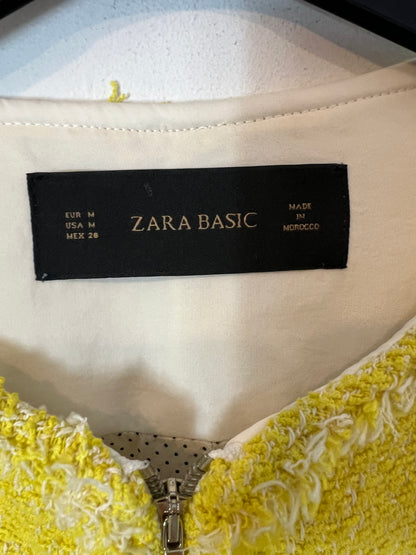 EUR M
USA M
MEX 28
ZARA BASIC
MADE
IN
MOROCCO